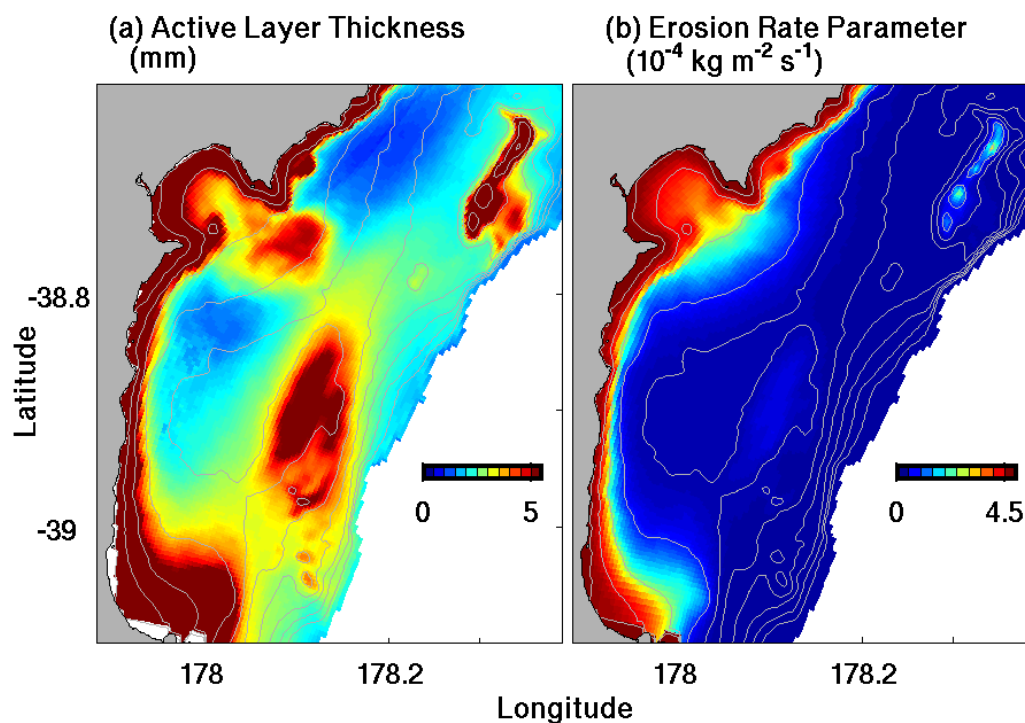 (a) Active Layer Thickness
(mm)
(b) Erosion Rate Parameter
(10⁻⁴ kg m⁻² s⁻¹)
Latitude
-38.8
-39
0 5
0 4.5
178 178.2
178 178.2
Longitude